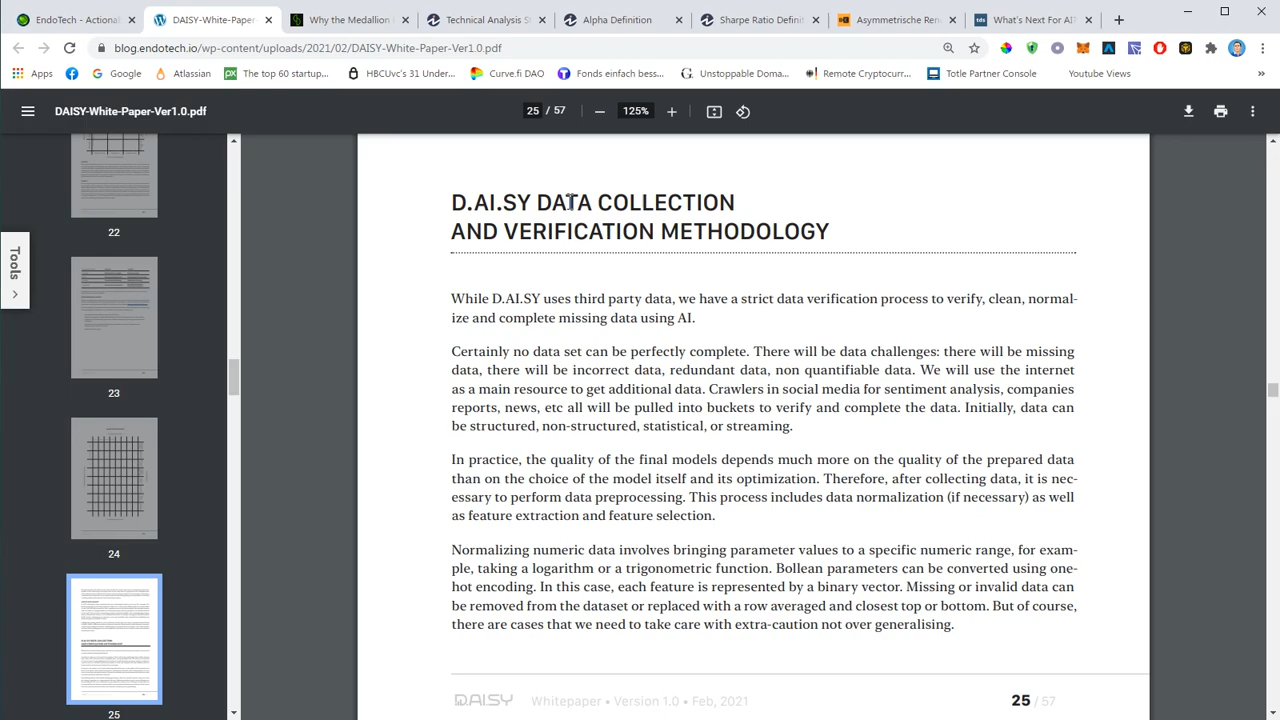 EndoTech - Actional
DAISY-White-Paper-
Why the Medallion
Technical Analysis St
Alpha Definition
Sharpe Ratio Definit
Asymmetrische Ren
What's Next For AI?
blog.endotech.io/wp-content/uploads/2021/02/DAISY-White-Paper-Ver1.0.pdf
Apps
Google
Atlassian
The top 60 startup...
HBCUvc's 31 Under...
Curve.fi DAO
Fonds einfach bess...
Unstoppable Doma...
Remote Cryptocurr...
Totle Partner Console
Youtube Views
DAISY-White-Paper-Ver1.0.pdf
25 / 57
125%
Tools
22
23
24
25
D.AI.SY DATA COLLECTION
AND VERIFICATION METHODOLOGY
While D.AI.SY uses third party data, we have a strict data verification process to verify, clean, normal-
ize and complete missing data using AI.
Certainly no data set can be perfectly complete. There will be data challenges: there will be missing
data, there will be incorrect data, redundant data, non quantifiable data. We will use the internet
as a main resource to get additional data. Crawlers in social media for sentiment analysis, companies
reports, news, etc all will be pulled into buckets to verify and complete the data. Initially, data can
be structured, non-structured, statistical, or streaming.
In practice, the quality of the final models depends much more on the quality of the prepared data
than on the choice of the model itself and its optimization. Therefore, after collecting data, it is nec-
essary to perform data preprocessing. This process includes data normalization (if necessary) as well
as feature extraction and feature selection.
Normalizing numeric data involves bringing parameter values to a specific numeric range, for exam-
ple, taking a logarithm or a trigonometric function. Bollean parameters can be converted using one-
hot encoding. In this case, each feature is represented by a binary vector. Missing or invalid data can
be removed from the dataset or replaced with a row averaged and closest top or bottom. But of course,
there are cases that we need to take care with extra-caution not over generalising.
D.AI.SY Whitepaper • Version 1.0 • Feb, 2021
25 / 57